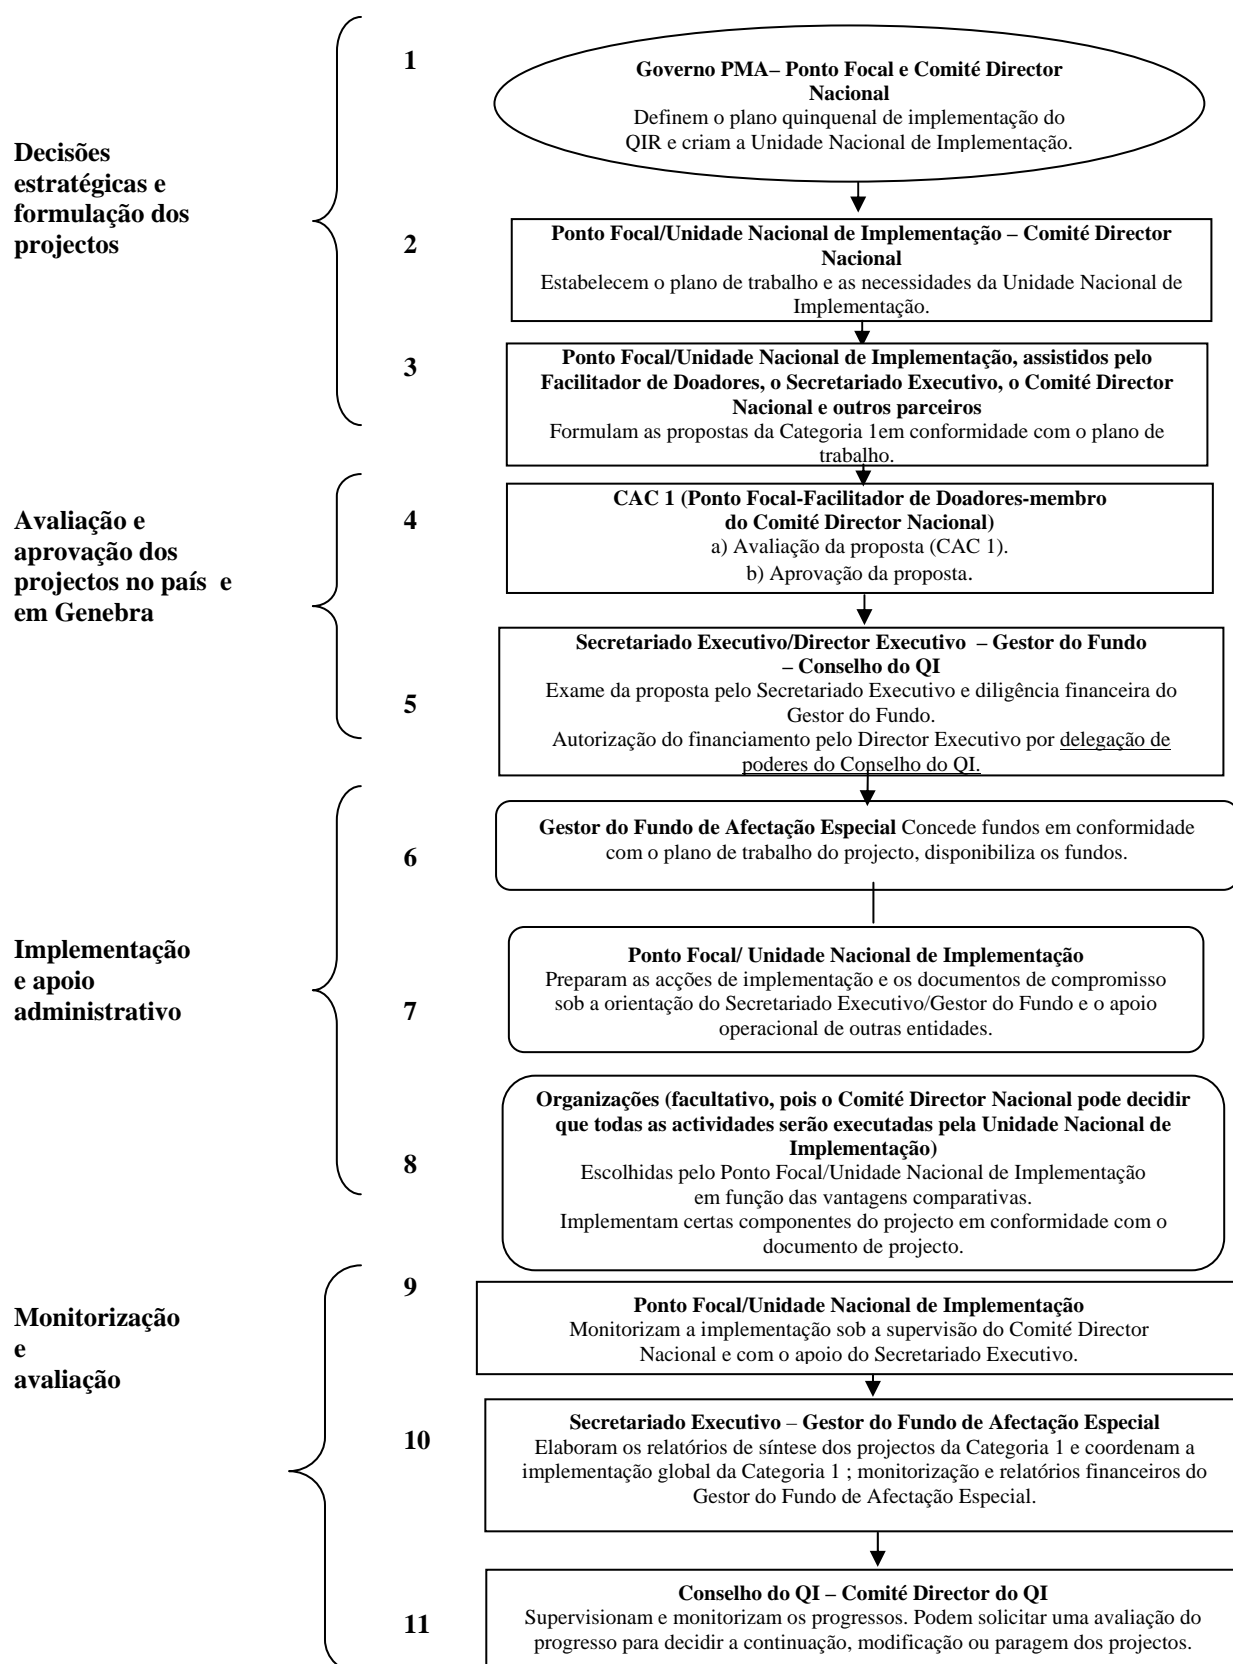 1
Governo PMA– Ponto Focal e Comité Director
Nacional
Definem o plano quinquenal de implementação do
QIR e criam a Unidade Nacional de Implementação.
Decisões
estratégicas e
formulação dos
projectos
2
Ponto Focal/Unidade Nacional de Implementação – Comité Director
Nacional
Estabelecem o plano de trabalho e as necessidades da Unidade Nacional de
Implementação.
3
Ponto Focal/Unidade Nacional de Implementação, assistidos pelo
Facilitador de Doadores, o Secretariado Executivo, o Comité Director
Nacional e outros parceiros
Formulam as propostas da Categoria 1em conformidade com o plano de
trabalho.
Avaliação e
aprovação dos
projectos no país e
em Genebra
4
CAC 1 (Ponto Focal-Facilitador de Doadores-membro
do Comité Director Nacional)
a) Avaliação da proposta (CAC 1).
b) Aprovação da proposta.
5
Secretariado Executivo/Director Executivo – Gestor do Fundo
– Conselho do QI
Exame da proposta pelo Secretariado Executivo e diligência financeira do
Gestor do Fundo.
Autorização do financiamento pelo Director Executivo por delegação de
poderes do Conselho do QI.
6
Gestor do Fundo de Afectação Especial Concede fundos em conformidade
com o plano de trabalho do projecto, disponibiliza os fundos.
Implementação
e apoio
administrativo
7
Ponto Focal/ Unidade Nacional de Implementação
Preparam as acções de implementação e os documentos de compromisso
sob a orientação do Secretariado Executivo/Gestor do Fundo e o apoio
operacional de outras entidades.
8
Organizações (facultativo, pois o Comité Director Nacional pode decidir
que todas as actividades serão executadas pela Unidade Nacional de
Implementação)
Escolhidas pelo Ponto Focal/Unidade Nacional de Implementação
em função das vantagens comparativas.
Implementam certas componentes do projecto em conformidade com o
documento de projecto.
Monitorização
e
avaliação
9
Ponto Focal/Unidade Nacional de Implementação
Monitorizam a implementação sob a supervisão do Comité Director
Nacional e com o apoio do Secretariado Executivo.
10
Secretariado Executivo – Gestor do Fundo de Afectação Especial
Elaboram os relatórios de síntese dos projectos da Categoria 1 e coordenam a
implementação global da Categoria 1 ; monitorização e relatórios financeiros do
Gestor do Fundo de Afectação Especial.
11
Conselho do QI – Comité Director do QI
Supervisionam e monitorizam os progressos. Podem solicitar uma avaliação do
progresso para decidir a continuação, modificação ou paragem dos projectos.